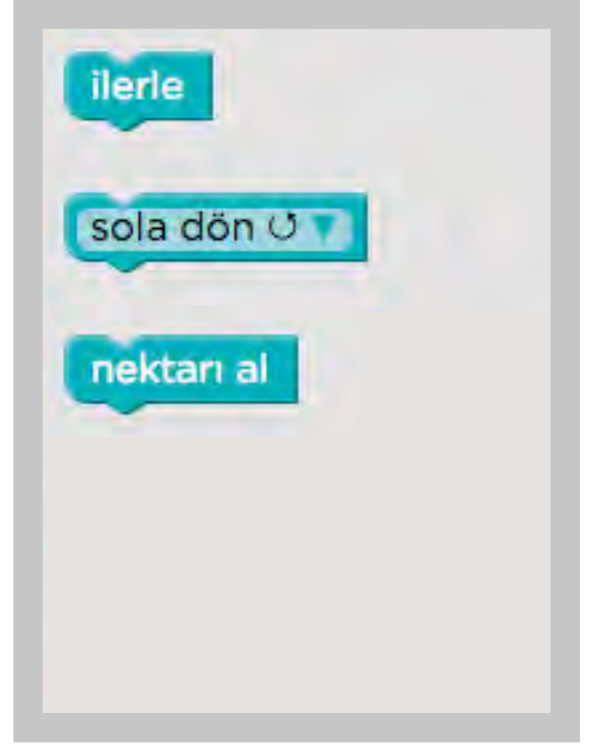 ilerle
sola dön ↺ ▼
nektarı al